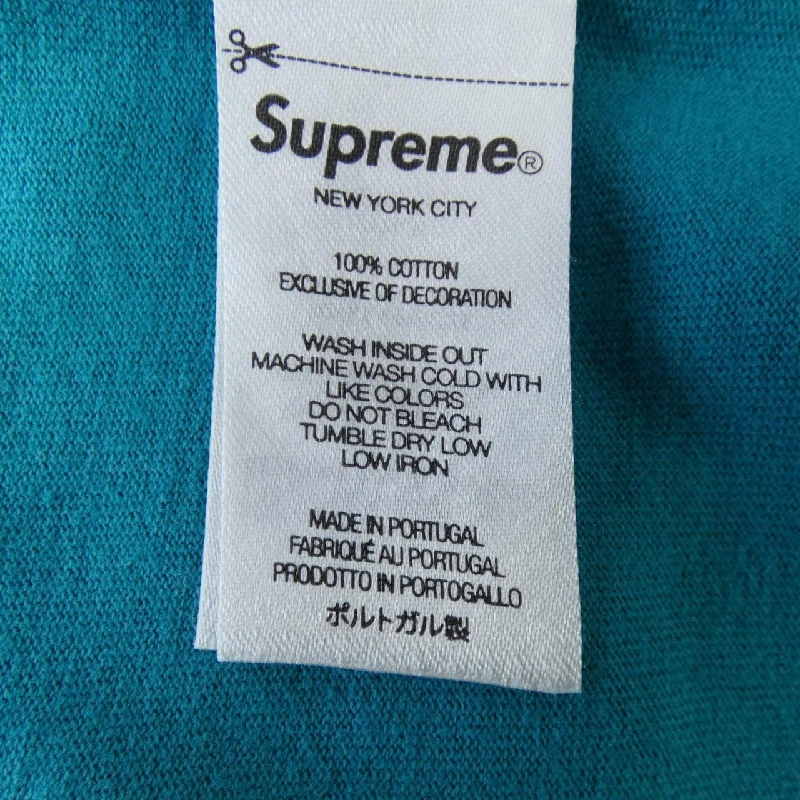 Supreme®
NEW YORK CITY
100% COTTON
EXCLUSIVE OF DECORATION
WASH INSIDE OUT
MACHINE WASH COLD WITH
LIKE COLORS
DO NOT BLEACH
TUMBLE DRY LOW
LOW IRON
MADE IN PORTUGAL
FABRIQUÉ AU PORTUGAL
PRODOTTO IN PORTOGALLO
ポルトガル製